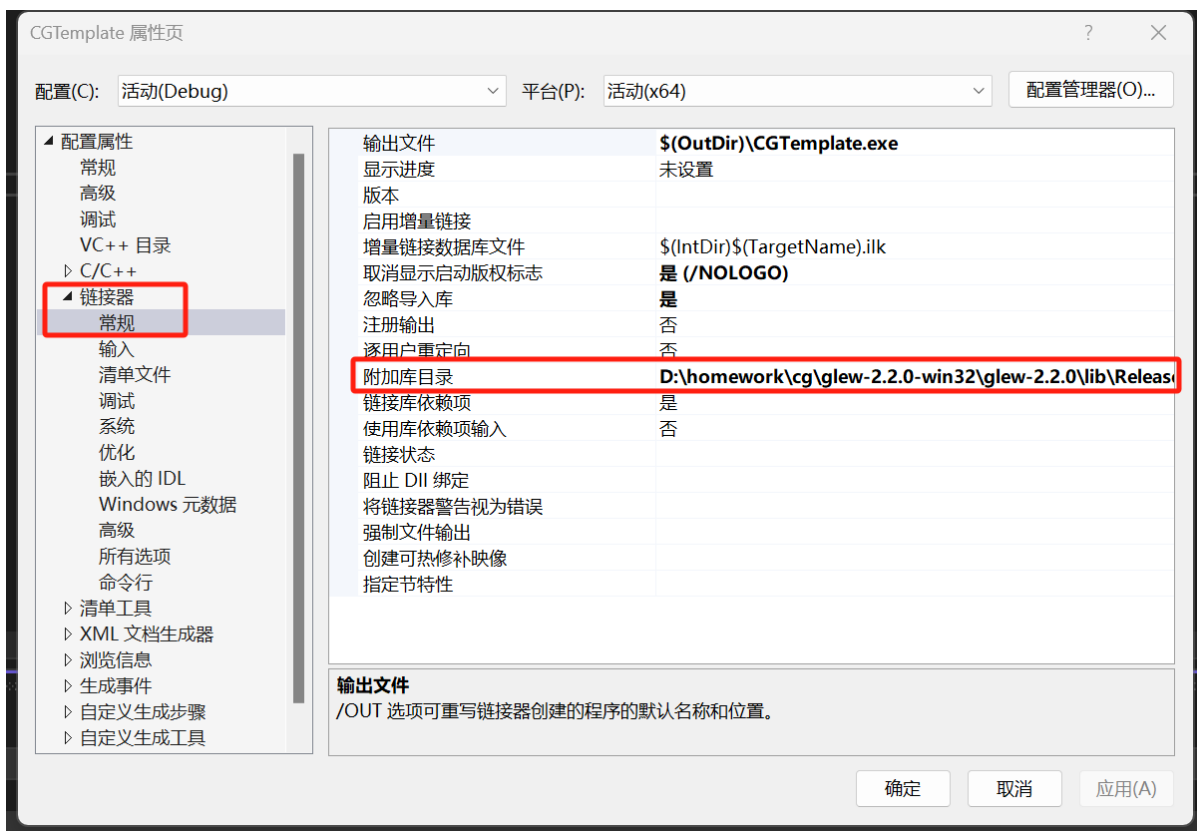 CGTemplate 属性页
配置(C): 活动(Debug) 平台(P): 活动(x64) 配置管理器(O)...
配置属性
常规
高级
调试
VC++ 目录
C/C++
链接器
常规
输入
清单文件
调试
系统
优化
嵌入的 IDL
Windows 元数据
高级
所有选项
命令行
清单工具
XML 文档生成器
浏览信息
生成事件
自定义生成步骤
自定义生成工具
输出文件 $(OutDir)\CGTemplate.exe
显示进度 未设置
版本
启用增量链接
增量链接数据库文件 $(IntDir)$(TargetName).ilk
取消显示启动版权标志 是 (/NOLOGO)
忽略导入库 是
注册输出 否
逐用户重定向 否
附加库目录 D:\homework\cg\glew-2.2.0-win32\glew-2.2.0\lib\Releas
链接库依赖项 是
使用库依赖项输入 否
链接状态
阻止 Dll 绑定
将链接器警告视为错误
强制文件输出
创建可热修补映像
指定节特性
输出文件
/OUT 选项可重写链接器创建的程序的默认名称和位置。
确定 取消 应用(A)